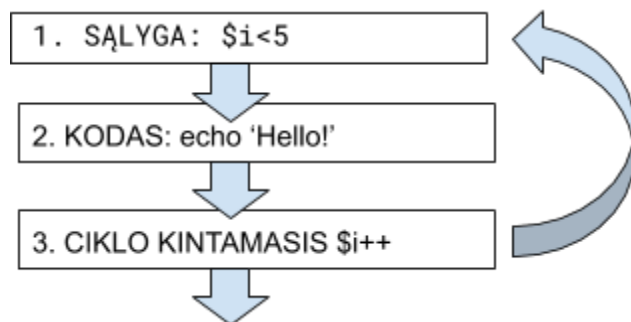 1. SĄLYGA: $i<5
2. KODAS: echo ‘Hello!’
3. CIKLO KINTAMASIS $i++